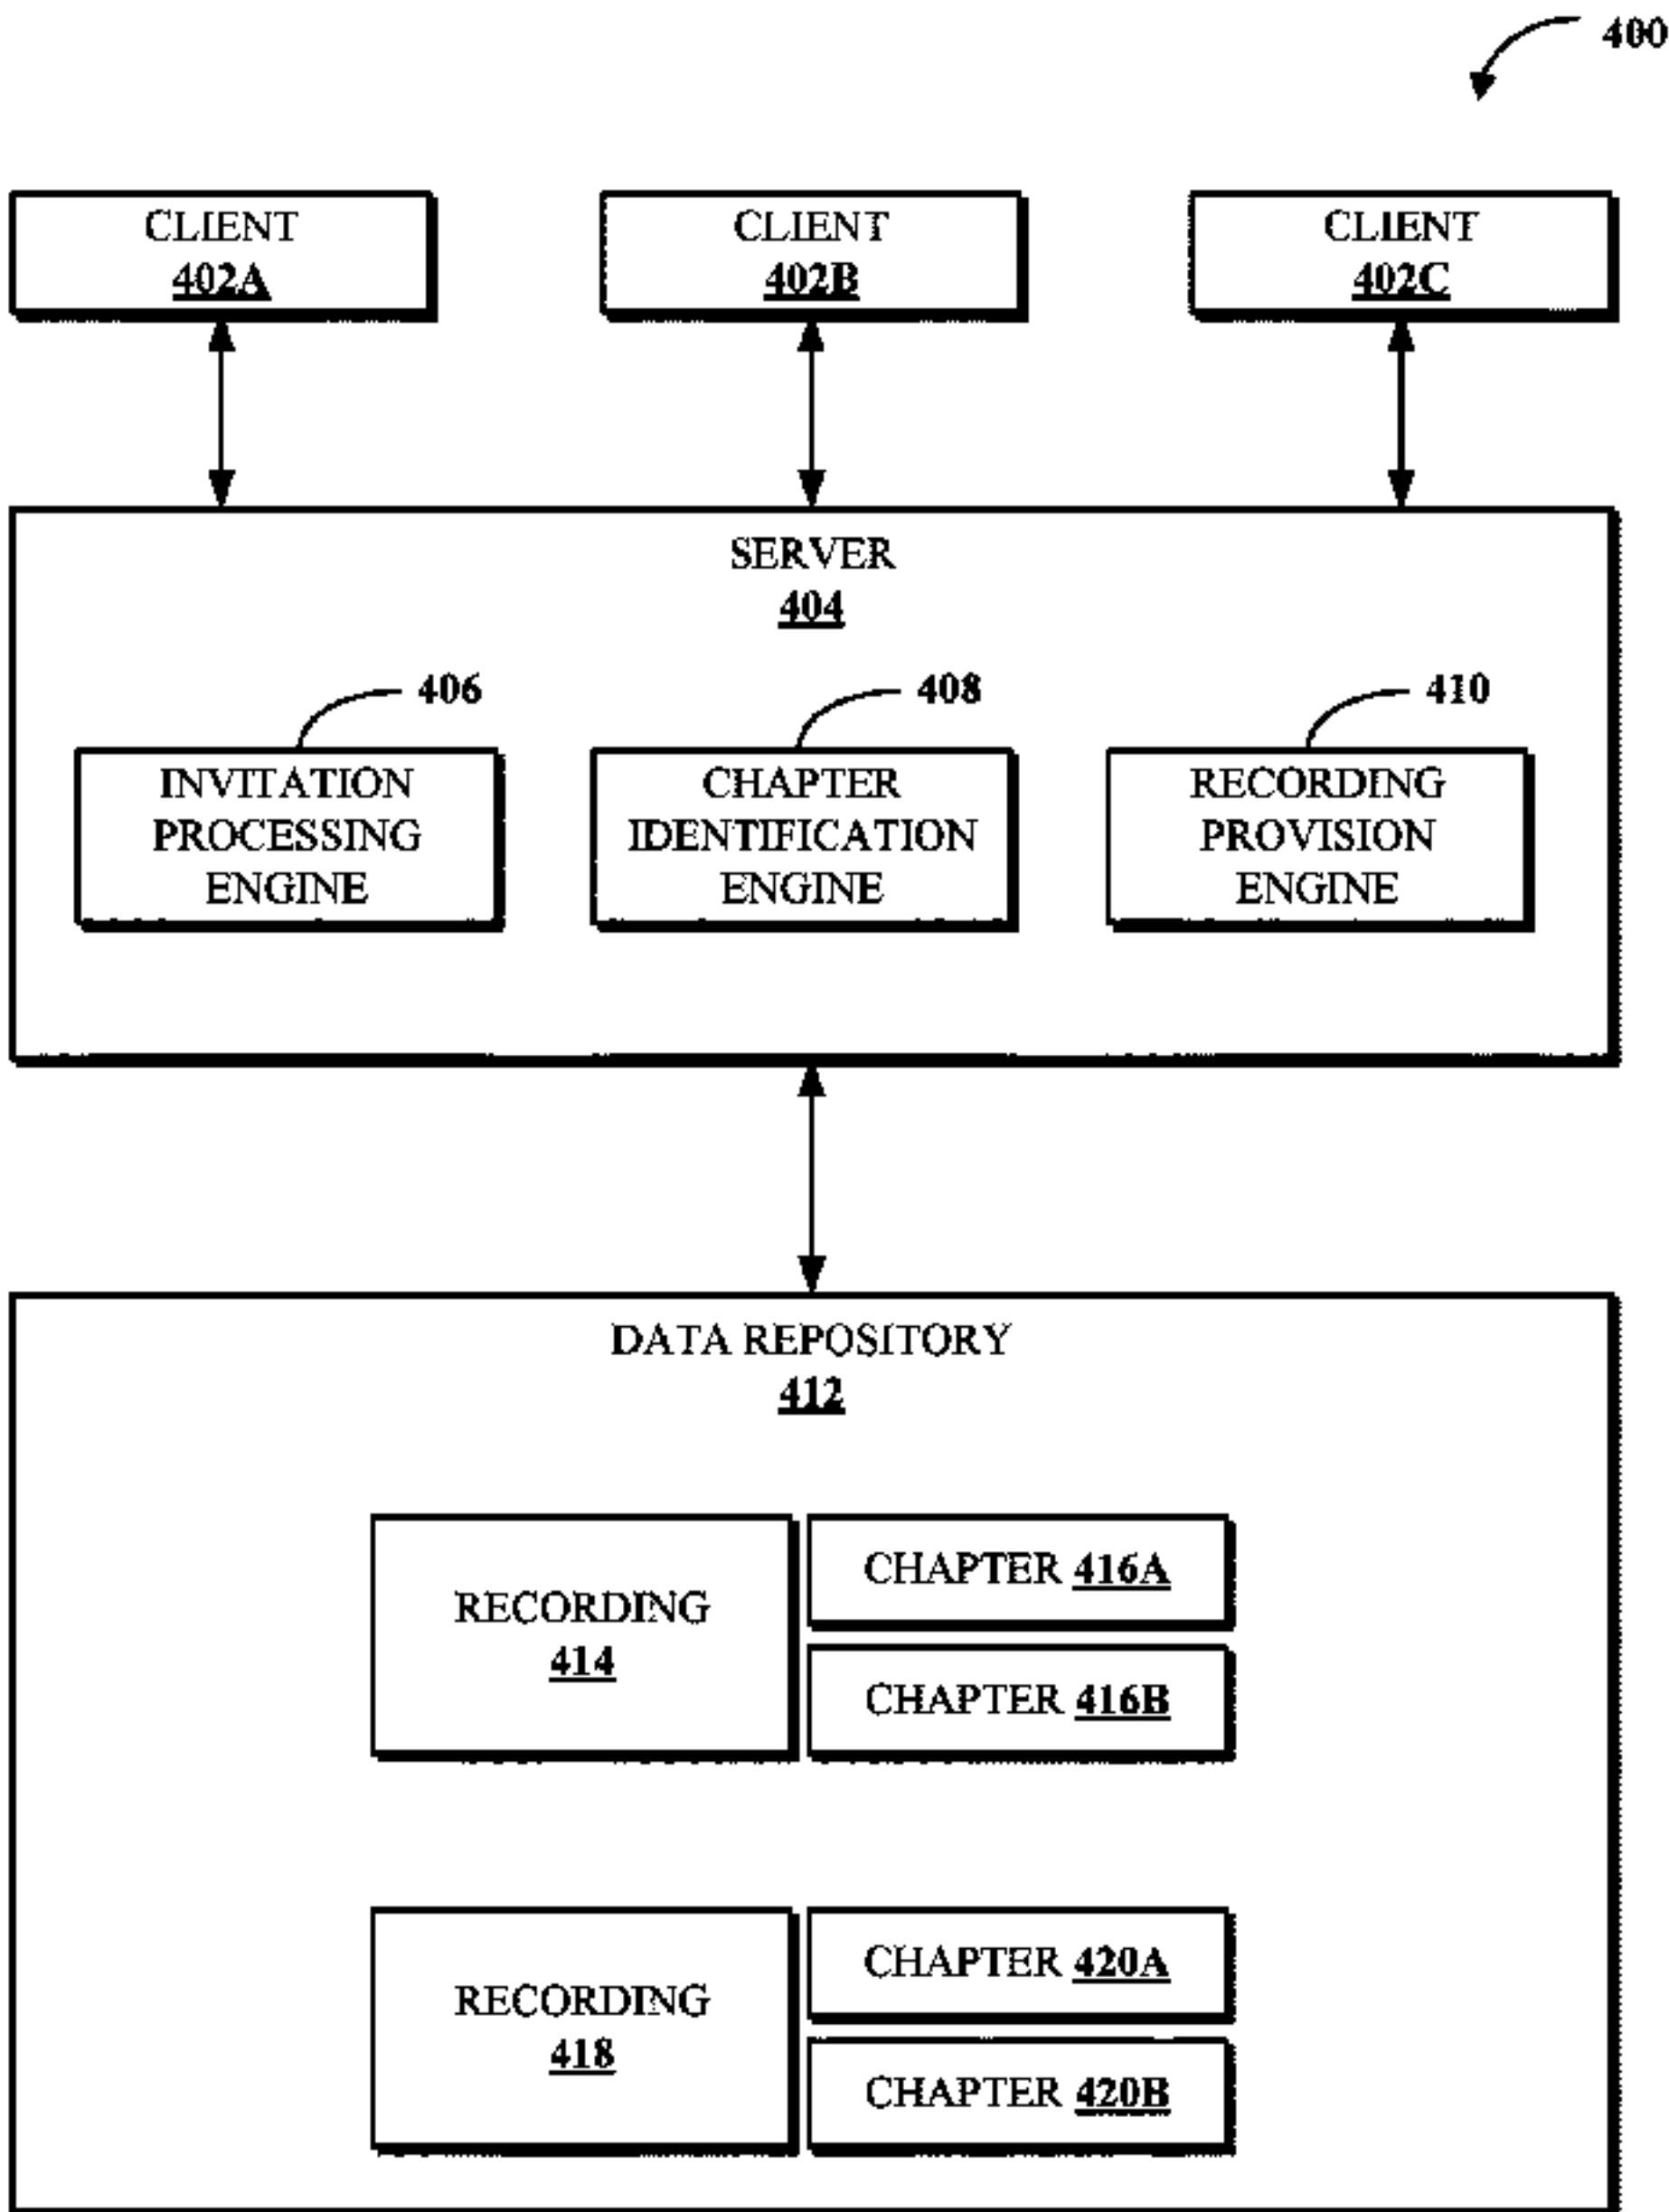 400
CLIENT
402A
CLIENT
402B
CLIENT
402C
SERVER
404
406
408
410
INVITATION
PROCESSING
ENGINE
CHAPTER
IDENTIFICATION
ENGINE
RECORDING
PROVISION
ENGINE
DATA REPOSITORY
412
RECORDING
414
CHAPTER 416A
CHAPTER 416B
RECORDING
418
CHAPTER 420A
CHAPTER 420B